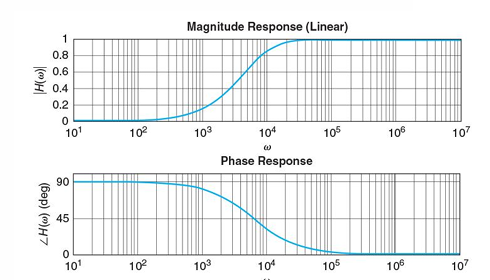 Magnitude Response (Linear)
|H(ω)|
1
0.8
0.6
0.4
0.2
0
10¹ 10² 10³ 10⁴ 10⁵ 10⁶ 10⁷
ω
Phase Response
∠H(ω) (deg)
90
45
0
10¹ 10² 10³ 10⁴ 10⁵ 10⁶ 10⁷